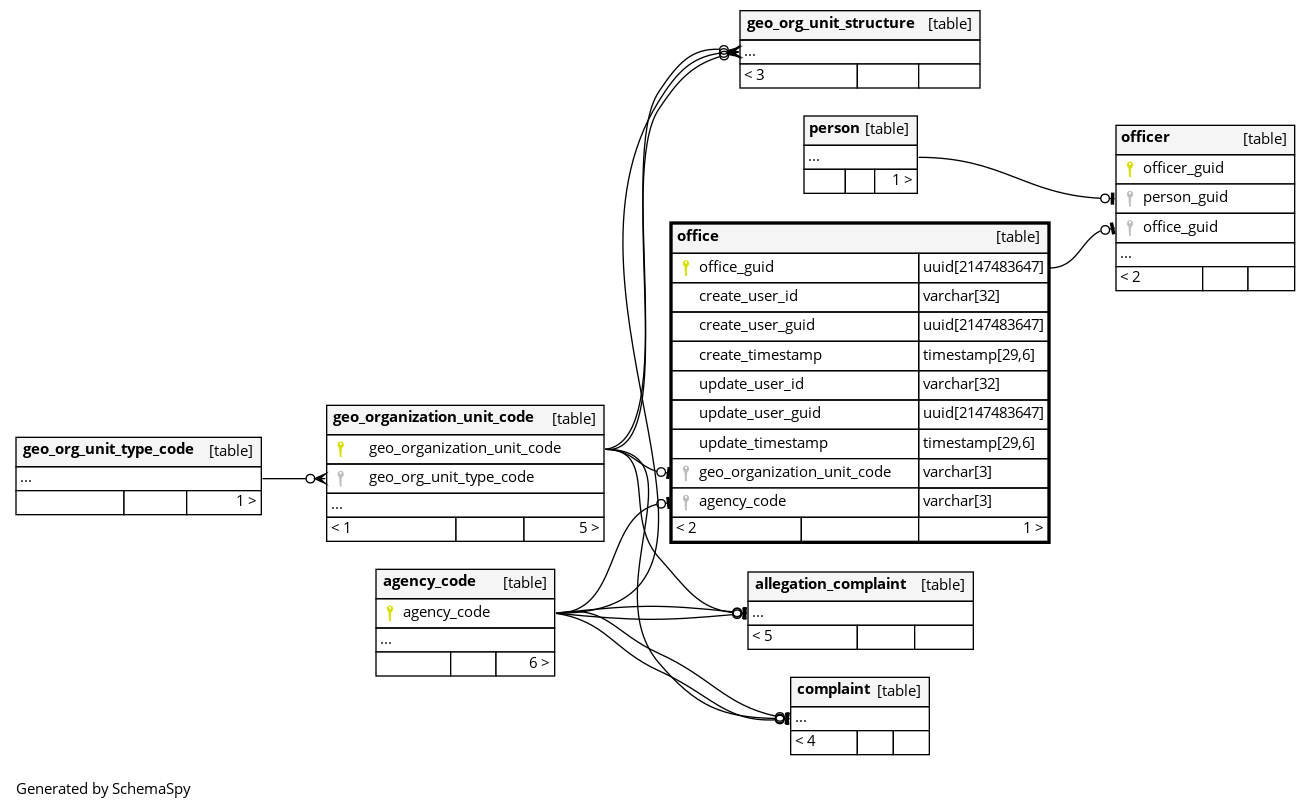 geo_org_unit_structure [table]
...
< 3
person [table]
...
1 >
officer [table]
officer_guid
person_guid
office_guid
...
< 2
office [table]
office_guid uuid[2147483647]
create_user_id varchar[32]
create_user_guid uuid[2147483647]
create_timestamp timestamp[29,6]
update_user_id varchar[32]
update_user_guid uuid[2147483647]
update_timestamp timestamp[29,6]
geo_organization_unit_code varchar[3]
agency_code varchar[3]
< 2 1 >
geo_organization_unit_code [table]
geo_organization_unit_code
geo_org_unit_type_code
...
< 1 5 >
geo_org_unit_type_code [table]
...
1 >
agency_code [table]
agency_code
...
6 >
allegation_complaint [table]
...
< 5
complaint [table]
...
< 4
Generated by SchemaSpy